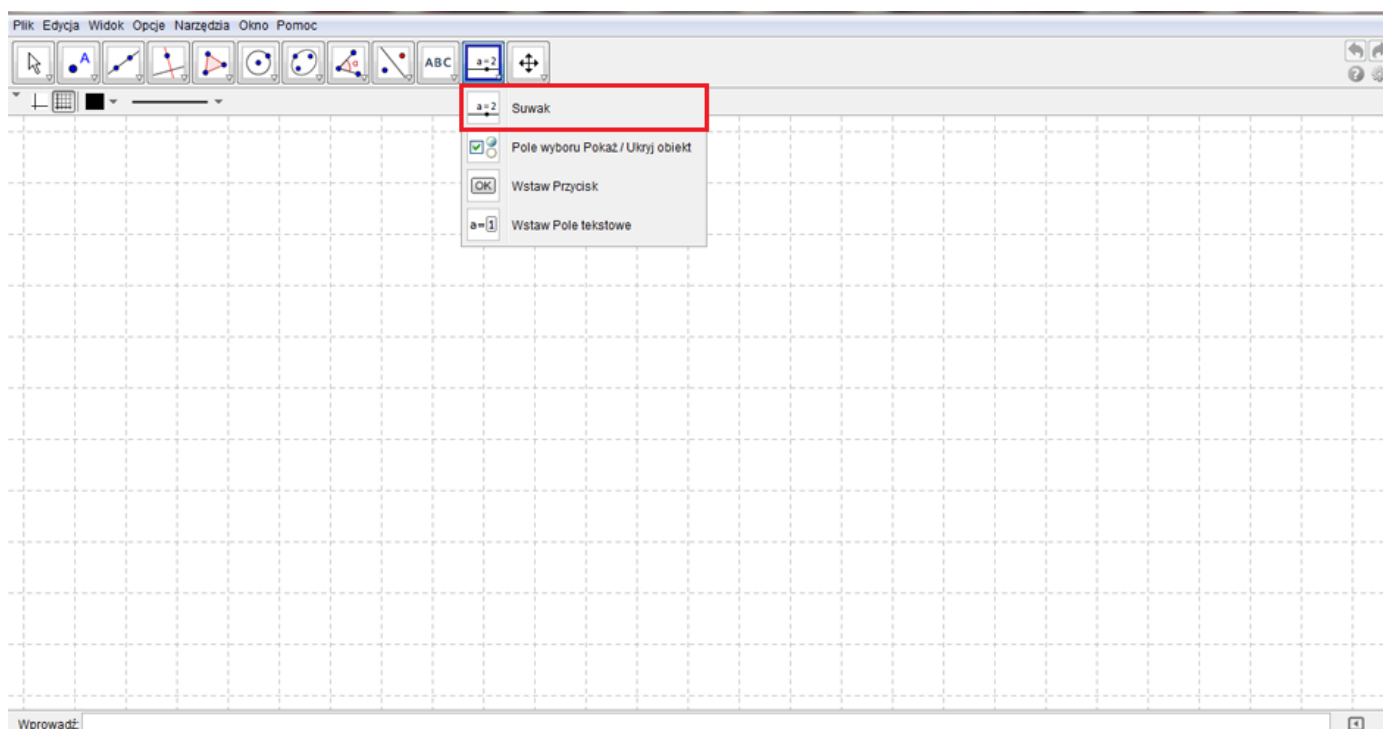 Plik Edycja Widok Opcje Narzędzia Okno Pomoc
A α ABC a=2
a=2 Suwak
Pole wyboru Pokaż / Ukryj obiekt
OK Wstaw Przycisk
a=1 Wstaw Pole tekstowe
Wprowadź: